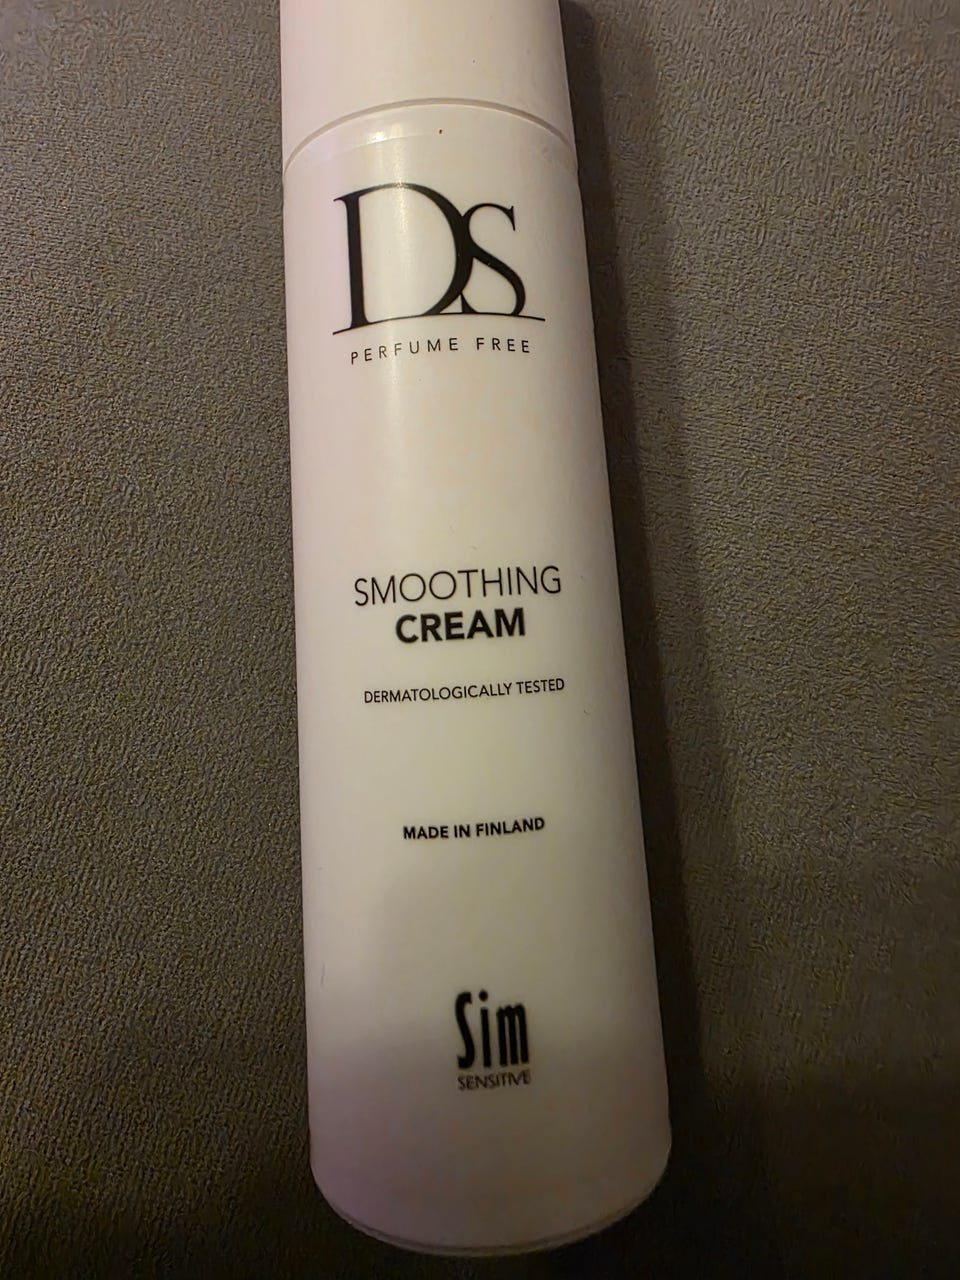 DS
PERFUME FREE
SMOOTHING
CREAM
DERMATOLOGICALLY TESTED
MADE IN FINLAND
Sim
SENSITIVE